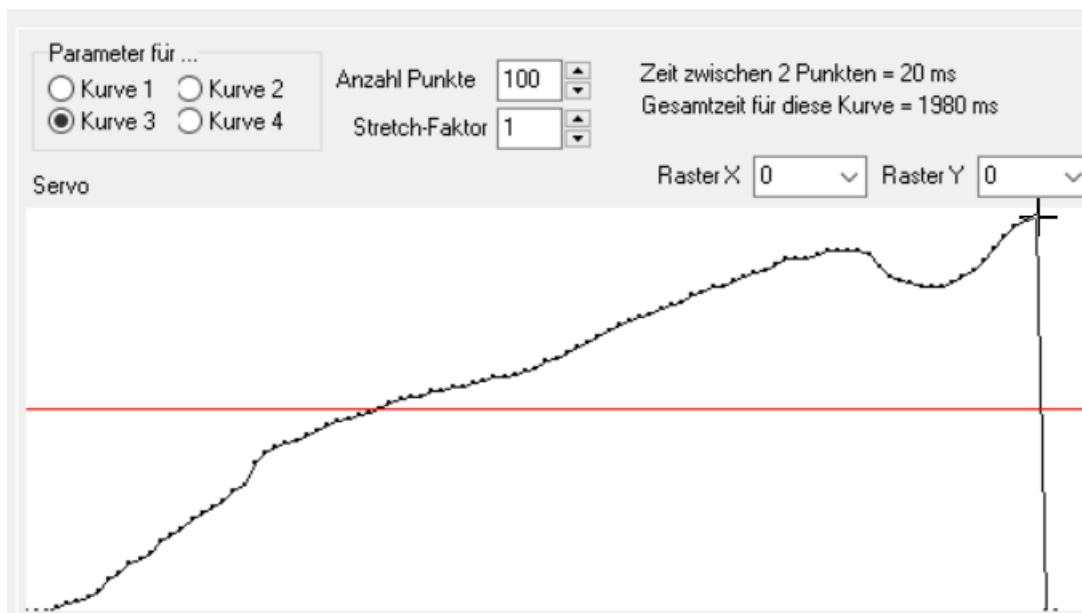 Parameter für ...
Kurve 1 Kurve 2
Kurve 3 Kurve 4
Anzahl Punkte 100
Stretch-Faktor 1
Zeit zwischen 2 Punkten = 20 ms
Gesamtzeit für diese Kurve = 1980 ms
Raster X 0 Raster Y 0
Servo